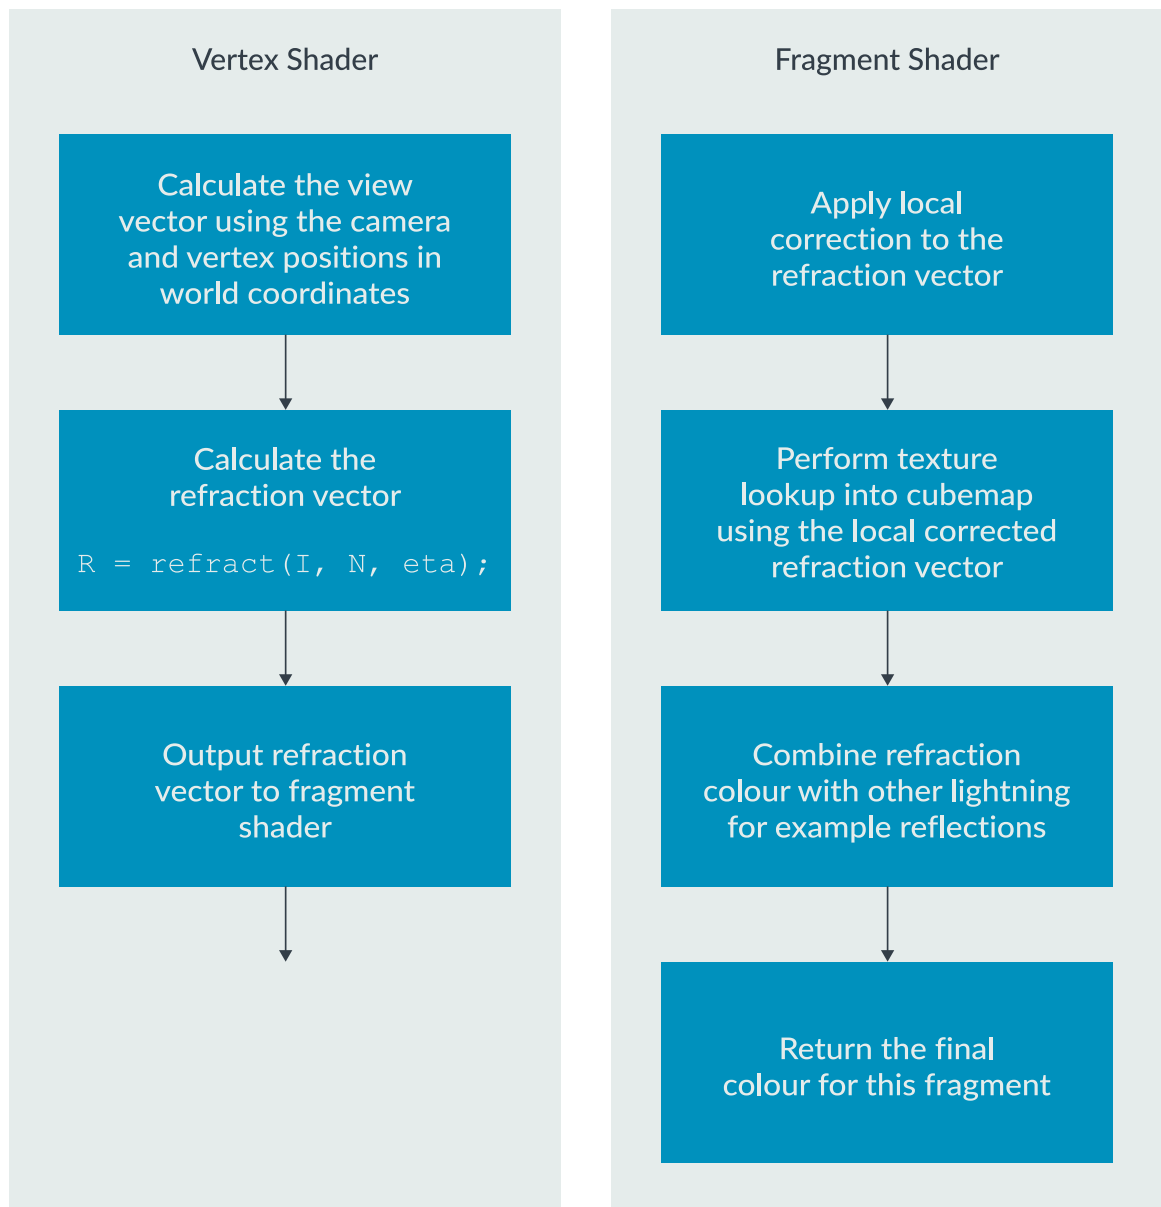 Vertex Shader
Calculate the view
vector using the camera
and vertex positions in
world coordinates
Calculate the
refraction vector
R = refract(I, N, eta);
Output refraction
vector to fragment
shader
Fragment Shader
Apply local
correction to the
refraction vector
Perform texture
lookup into cubemap
using the local corrected
refraction vector
Combine refraction
colour with other lightning
for example reflections
Return the final
colour for this fragment